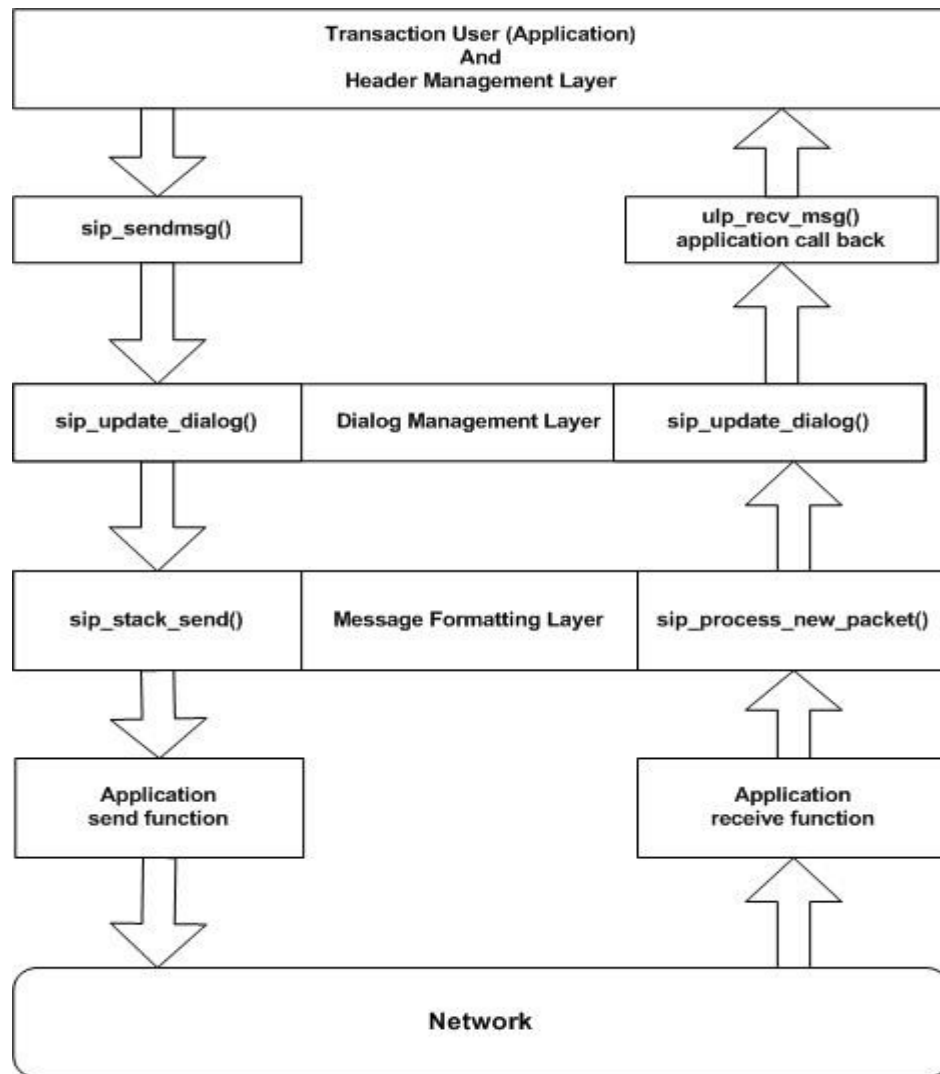 Transaction User (Application)
And
Header Management Layer
sip_sendmsg()
ulp_recv_msg()
application call back
sip_update_dialog()
Dialog Management Layer
sip_update_dialog()
sip_stack_send()
Message Formatting Layer
sip_process_new_packet()
Application
send function
Application
receive function
Network